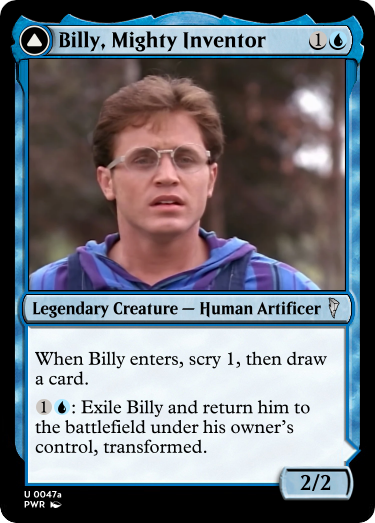 Billy, Mighty Inventor 1
Legendary Creature — Human Artificer
When Billy enters, scry 1, then draw
a card.
1 : Exile Billy and return him to
the battlefield under his owner's
control, transformed.
2/2
U 0047a
PWR